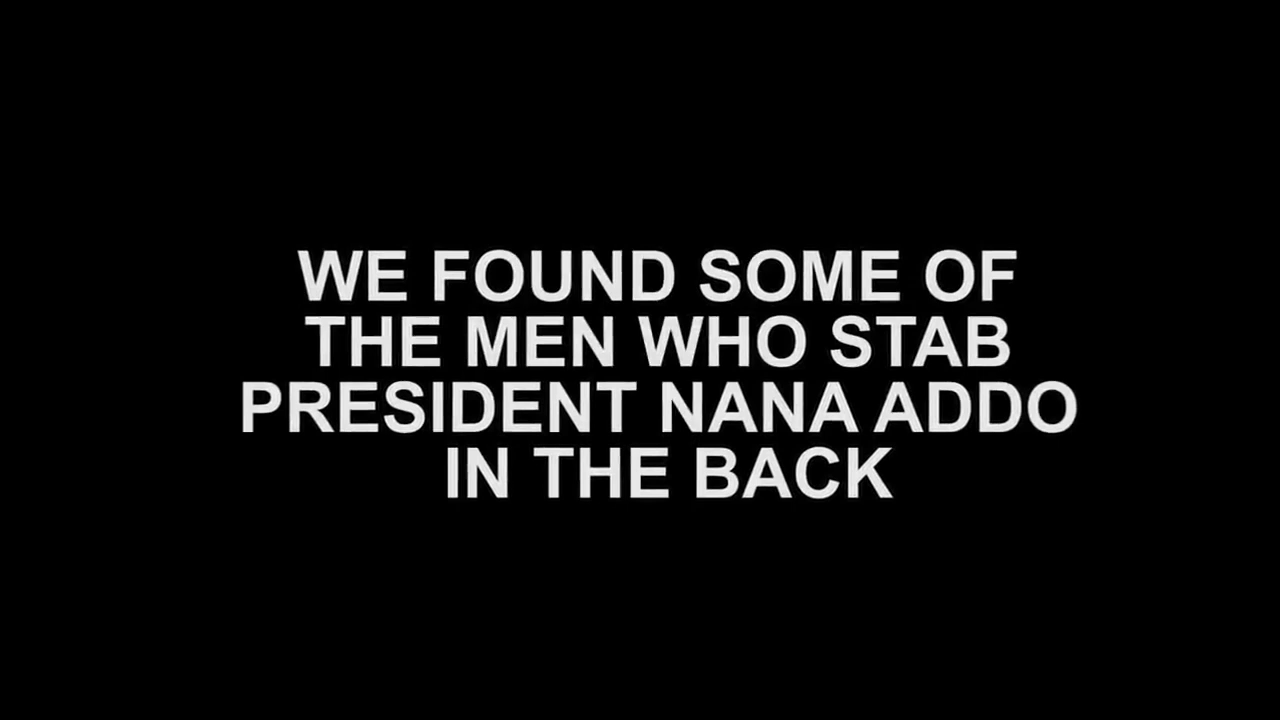 WE FOUND SOME OF
THE MEN WHO STAB
PRESIDENT NANA ADDO
IN THE BACK